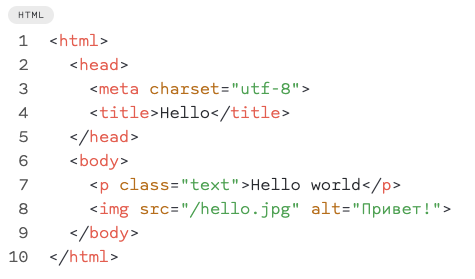 HTML
1 <html>
2   <head>
3     <meta charset="utf-8">
4     <title>Hello</title>
5   </head>
6   <body>
7     <p class="text">Hello world</p>
8     <img src="/hello.jpg" alt="Привет!">
9   </body>
10 </html>